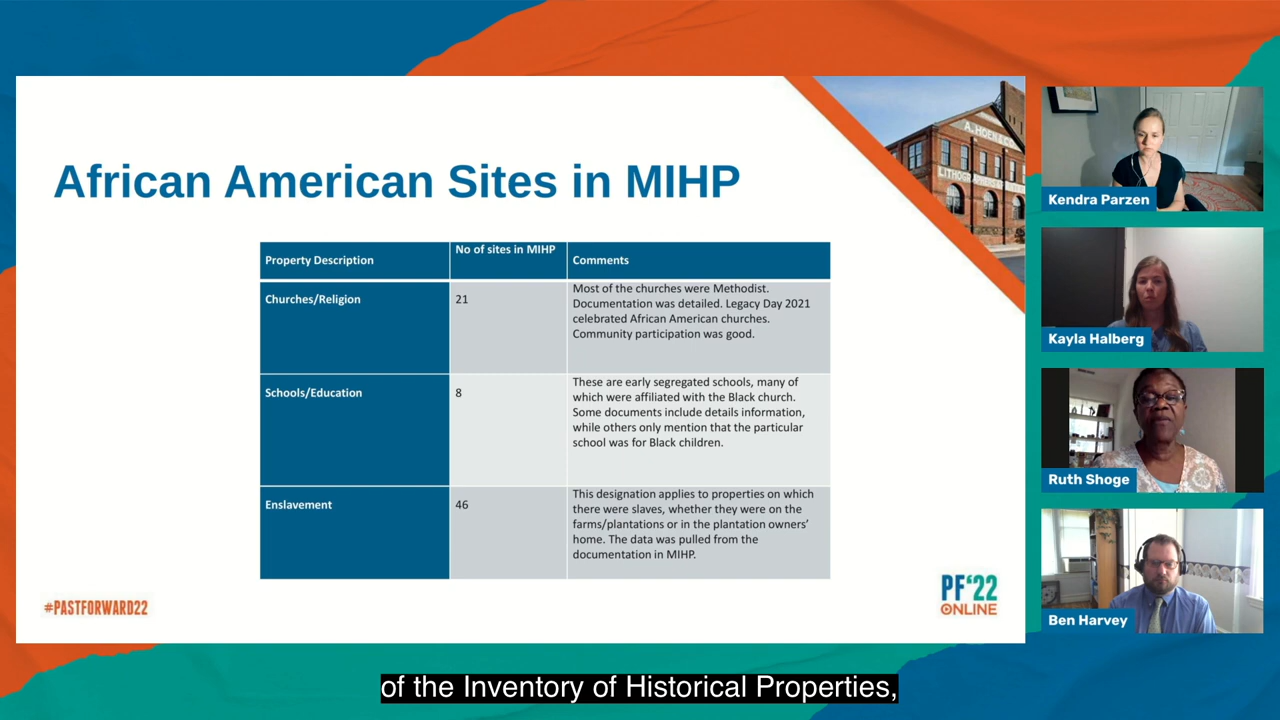 African American Sites in MIHP
Property Description
No of sites in MIHP
Comments
Churches/Religion
21
Most of the churches were Methodist.
Documentation was detailed. Legacy Day 2021
celebrated African American churches.
Community participation was good.
Schools/Education
8
These are early segregated schools, many of
which were affiliated with the Black church.
Some documents include details information,
while others only mention that the particular
school was for Black children.
Enslavement
46
This designation applies to properties on which
there were slaves, whether they were on the
farms/plantations or in the plantation owners'
home. The data was pulled from the
documentation in MIHP.
#PASTFORWARD22
PF'22
ONLINE
A. HOEN & CO.
Kendra Parzen
Kayla Halberg
Ruth Shoge
Ben Harvey
of the Inventory of Historical Properties,